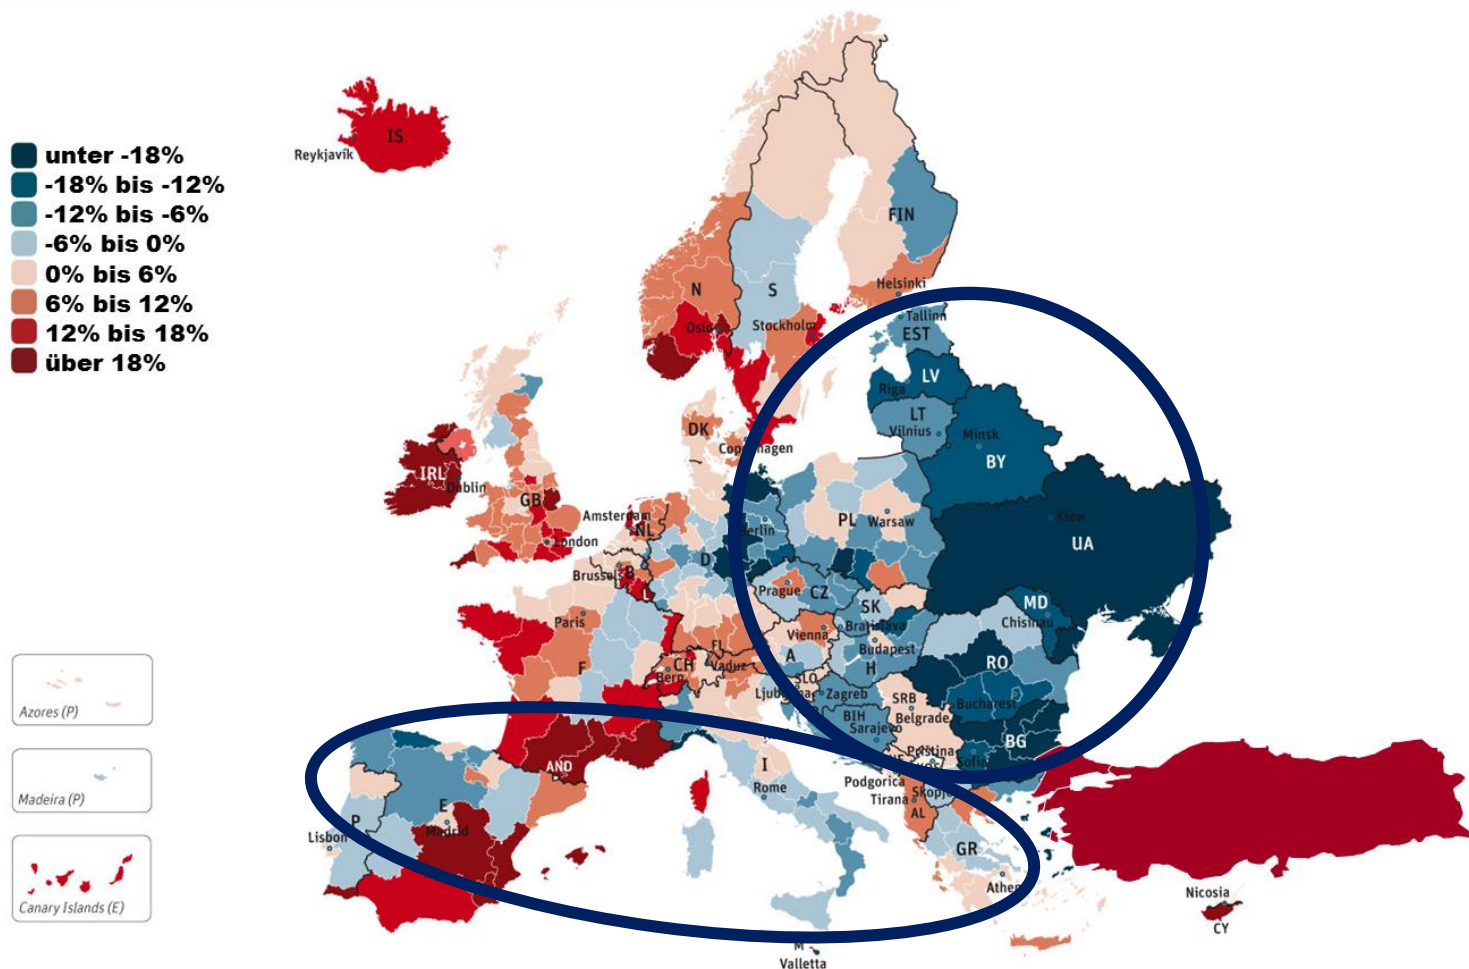 unter -18%
-18% bis -12%
-12% bis -6%
-6% bis 0%
0% bis 6%
6% bis 12%
12% bis 18%
über 18%
IS
Reykjavík
FIN
N
S
Helsinki
Oslo
Stockholm
Tallinn
EST
LV
Riga
LT
Vilnius
Minsk
BY
DK
Copenhagen
IRL
Dublin
GB
London
Amsterdam
NL
Berlin
D
PL
Warsaw
Kiew
UA
Brussels
B
L
Prague
CZ
SK
Bratislava
MD
Chisinau
Paris
Vienna
Budapest
F
FL
CH
Vaduz
Bern
A
H
RO
SLO
Ljubljana
Zagreb
SRB
Belgrade
Bucharest
BIH
Sarajevo
BG
Pristina
KOS
Sofia
AND
I
Rome
Podgorica
Skopje
Tirana
AL
E
Madrid
P
Lisbon
GR
Athen
Nicosia
CY
M
Valletta
Azores (P)
Madeira (P)
Canary Islands (E)